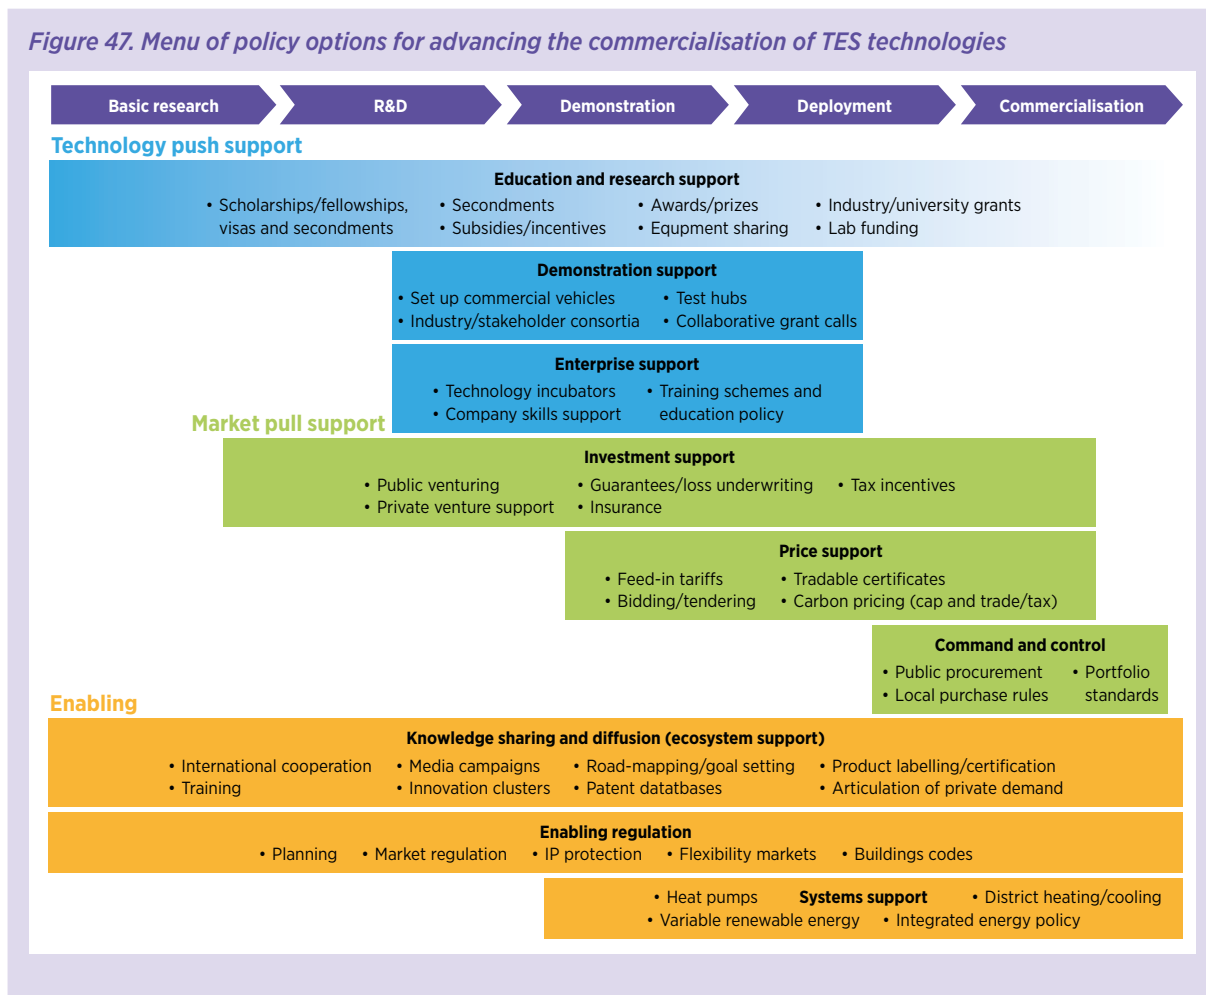 Figure 47. Menu of policy options for advancing the commercialisation of TES technologies
Basic research
R&D
Demonstration
Deployment
Commercialisation
Technology push support
Education and research support
• Scholarships/fellowships,
visas and secondments
• Secondments
• Subsidies/incentives
• Awards/prizes
• Equpment sharing
• Industry/university grants
• Lab funding
Demonstration support
• Set up commercial vehicles
• Industry/stakeholder consortia
• Test hubs
• Collaborative grant calls
Enterprise support
• Technology incubators
• Company skills support
• Training schemes and
education policy
Market pull support
Investment support
• Public venturing
• Private venture support
• Guarantees/loss underwriting
• Insurance
• Tax incentives
Price support
• Feed-in tariffs
• Bidding/tendering
• Tradable certificates
• Carbon pricing (cap and trade/tax)
Command and control
• Public procurement
• Local purchase rules
• Portfolio
standards
Enabling
Knowledge sharing and diffusion (ecosystem support)
• International cooperation
• Training
• Media campaigns
• Innovation clusters
• Road-mapping/goal setting
• Patent datatbases
• Product labelling/certification
• Articulation of private demand
Enabling regulation
• Planning
• Market regulation
• IP protection
• Flexibility markets
• Buildings codes
Systems support
• Heat pumps
• District heating/cooling
• Variable renewable energy
• Integrated energy policy